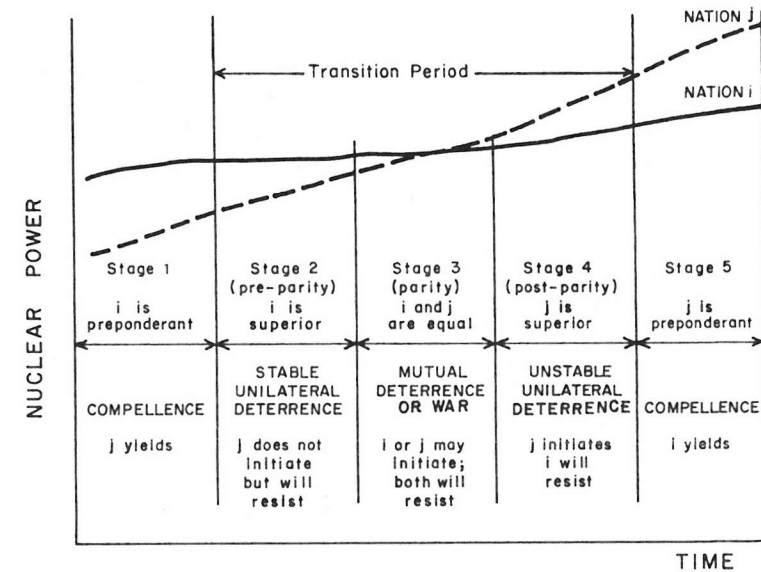 NATION j
Transition Period
NATION i
NUCLEAR POWER
Stage 1
i is
preponderant
Stage 2
(pre-parity)
i is
superior
Stage 3
(parity)
i and j
are equal
Stage 4
(post-parity)
j is
superior
Stage 5
j is
preponderant
COMPELLENCE
j yields
STABLE
UNILATERAL
DETERRENCE
j does not
initiate
but will
resist
MUTUAL
DETERRENCE
OR WAR
i or j may
initiate;
both will
resist
UNSTABLE
UNILATERAL
DETERRENCE
j initiates
i will
resist
COMPELLENCE
i yields
TIME